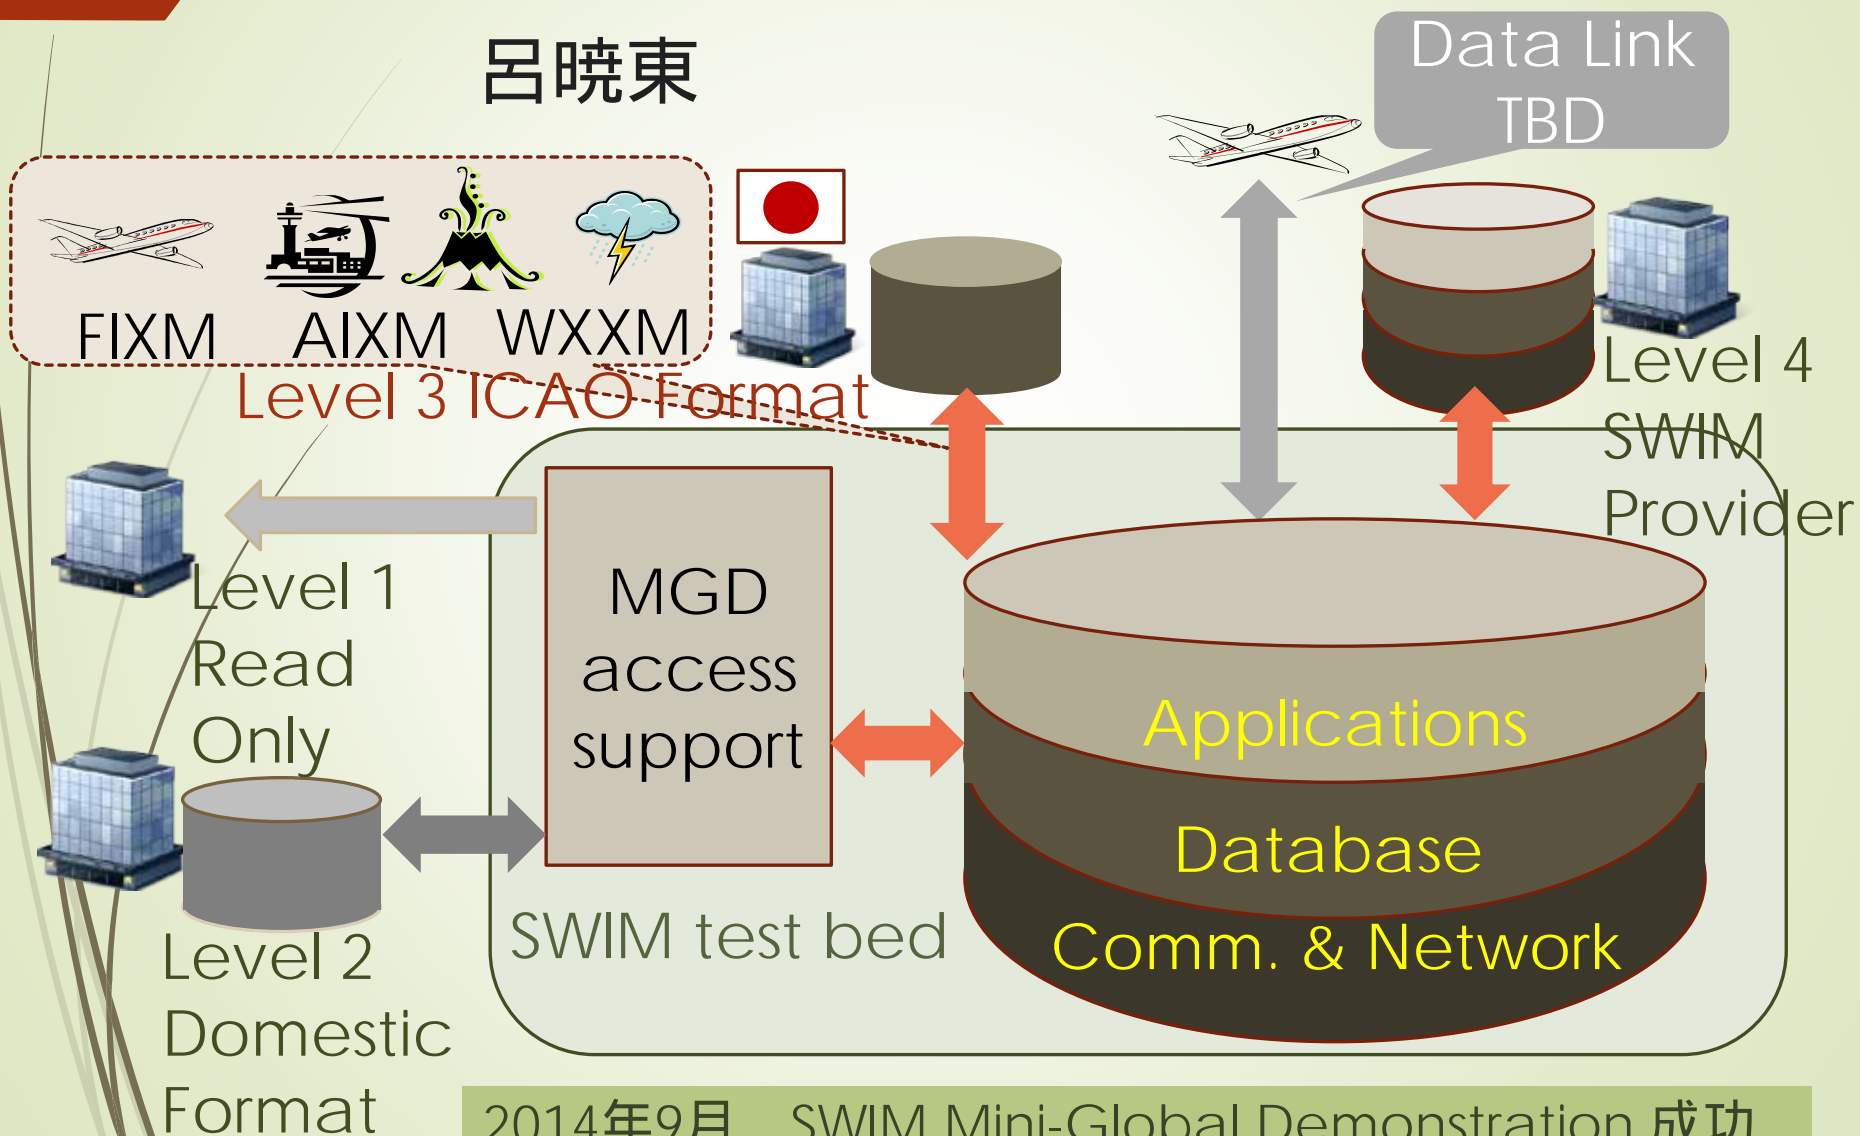 呂暁東
Data Link
TBD
FIXM
AIXM
WXXM
Level 3 ICAO Format
Level 4
SWIM
Provider
Level 1
Read
Only
MGD
access
support
Applications
Database
Comm. & Network
SWIM test bed
Level 2
Domestic
Format
2014年9月　SWIM Mini-Global Demonstration 成功